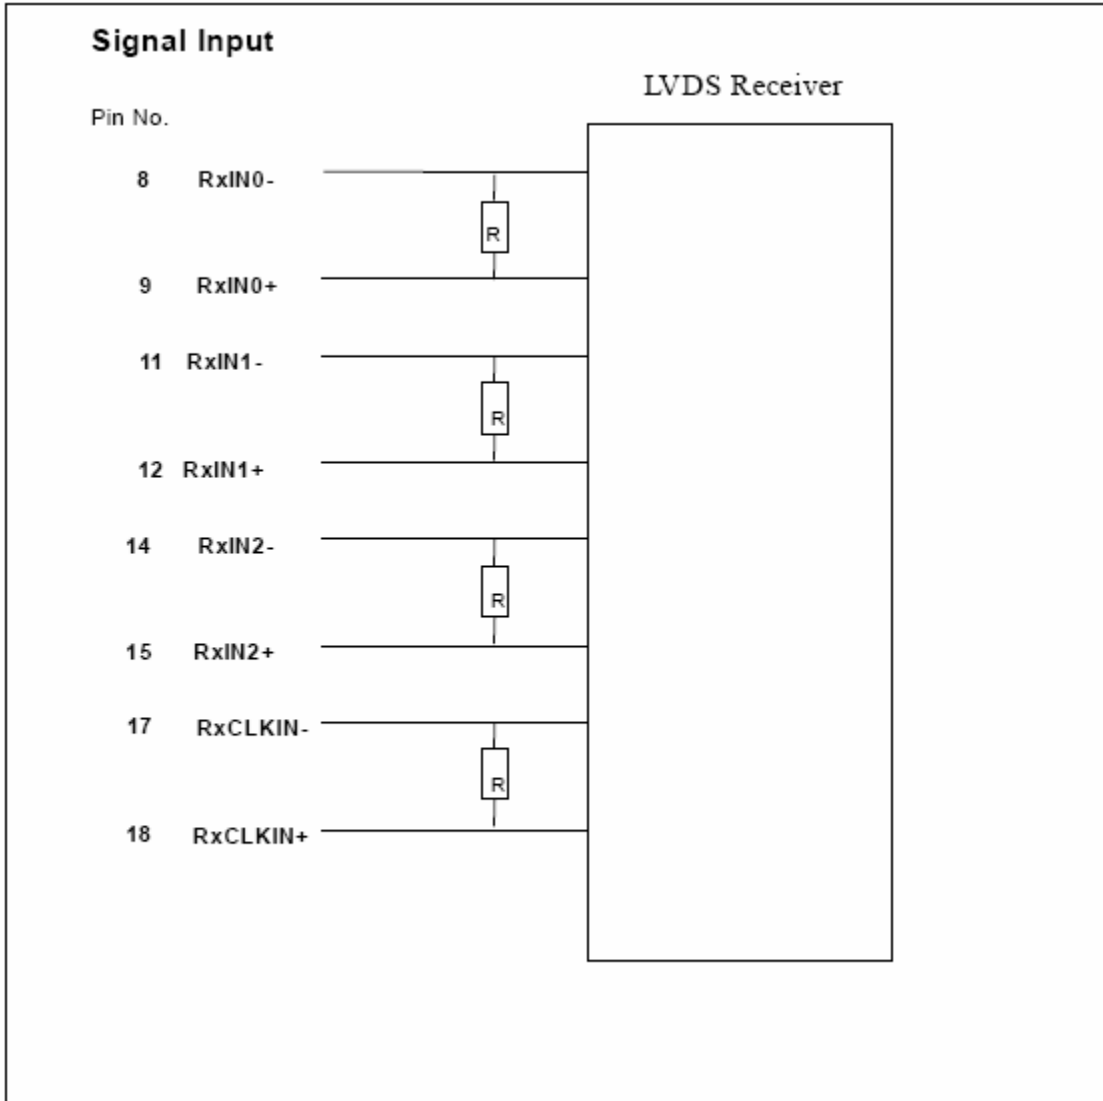 Signal Input
LVDS Receiver
Pin No.
8 RxIN0-
R
9 RxIN0+
11 RxIN1-
R
12 RxIN1+
14 RxIN2-
R
15 RxIN2+
17 RxCLKIN-
R
18 RxCLKIN+